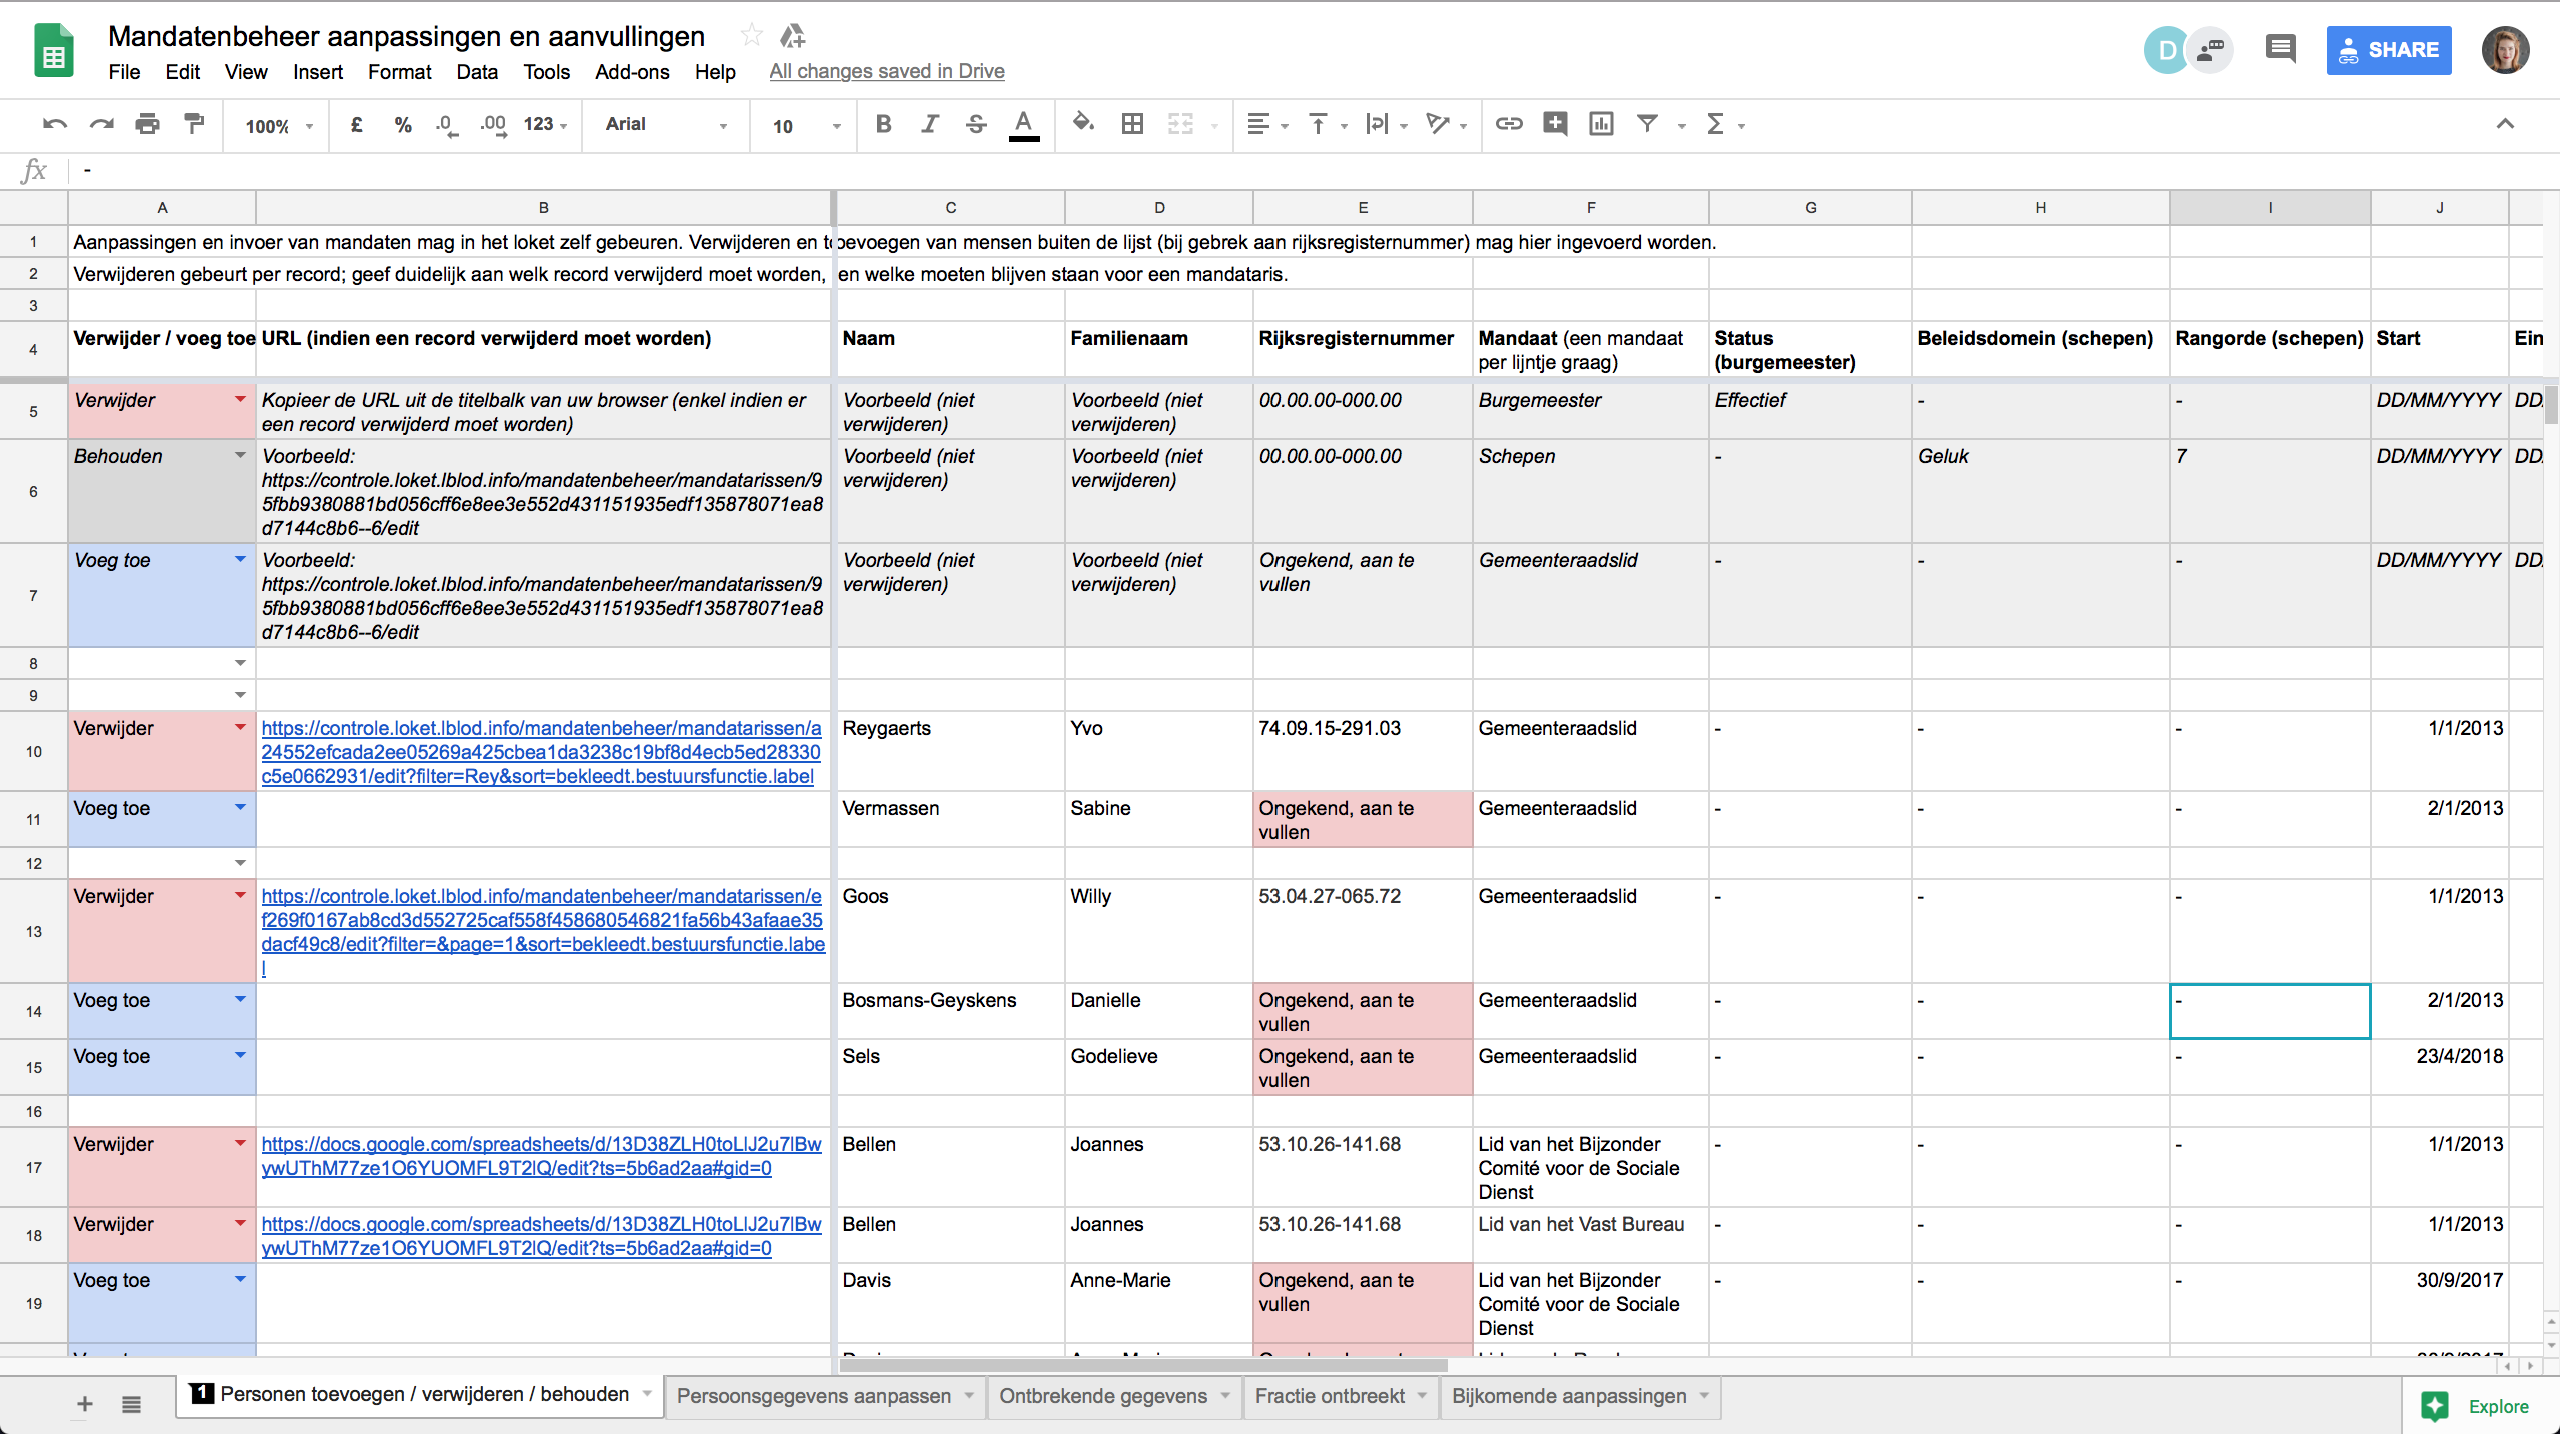 Mandatenbeheer aanpassingen en aanvullingen
File Edit View Insert Format Data Tools Add-ons Help All changes saved in Drive
D SHARE
100% £ % .0 .00 123 Arial 10 B I S A
fx -
A B C D E F G H I J
1 Aanpassingen en invoer van mandaten mag in het loket zelf gebeuren. Verwijderen en toevoegen van mensen buiten de lijst (bij gebrek aan rijksregisternummer) mag hier ingevoerd worden.
2 Verwijderen gebeurt per record; geef duidelijk aan welk record verwijderd moet worden, en welke moeten blijven staan voor een mandataris.
3
4 Verwijder / voeg toe URL (indien een record verwijderd moet worden) Naam Familienaam Rijksregisternummer Mandaat (een mandaat per lijntje graag) Status (burgemeester) Beleidsdomein (schepen) Rangorde (schepen) Start Ein
5 Verwijder Kopieer de URL uit de titelbalk van uw browser (enkel indien er een record verwijderd moet worden) Voorbeeld (niet verwijderen) Voorbeeld (niet verwijderen) 00.00.00-000.00 Burgemeester Effectief - - DD/MM/YYYY DD
6 Behouden Voorbeeld: https://controle.loket.lblod.info/mandatenbeheer/mandatarissen/95fbb9380881bd056cff6e8ee3e552d431151935edf135878071ea8d7144c8b6--6/edit Voorbeeld (niet verwijderen) Voorbeeld (niet verwijderen) 00.00.00-000.00 Schepen - Geluk 7 DD/MM/YYYY DD
7 Voeg toe Voorbeeld: https://controle.loket.lblod.info/mandatenbeheer/mandatarissen/95fbb9380881bd056cff6e8ee3e552d431151935edf135878071ea8d7144c8b6--6/edit Voorbeeld (niet verwijderen) Voorbeeld (niet verwijderen) Ongekend, aan te vullen Gemeenteraadslid - - - DD/MM/YYYY DD
8
9
10 Verwijder https://controle.loket.lblod.info/mandatenbeheer/mandatarissen/a24552efcada2ee05269a425cbea1da3238c19bf8d4ecb5ed28330c5e0662931/edit?filter=Rey&sort=bekleedt.bestuursfunctie.label Reygaerts Yvo 74.09.15-291.03 Gemeenteraadslid - - - 1/1/2013
11 Voeg toe Vermassen Sabine Ongekend, aan te vullen Gemeenteraadslid - - - 2/1/2013
12
13 Verwijder https://controle.loket.lblod.info/mandatenbeheer/mandatarissen/ef269f0167ab8cd3d552725caf558f458680546821fa56b43afaae35dacf49c8/edit?filter=&page=1&sort=bekleedt.bestuursfunctie.label Goos Willy 53.04.27-065.72 Gemeenteraadslid - - - 1/1/2013
14 Voeg toe Bosmans-Geyskens Danielle Ongekend, aan te vullen Gemeenteraadslid - - - 2/1/2013
15 Voeg toe Sels Godelieve Ongekend, aan te vullen Gemeenteraadslid - - - 23/4/2018
16
17 Verwijder https://docs.google.com/spreadsheets/d/13D38ZLH0toLlJ2u7lBwywUThM77ze1O6YUOMFL9T2lQ/edit?ts=5b6ad2aa#gid=0 Bellen Joannes 53.10.26-141.68 Lid van het Bijzonder Comité voor de Sociale Dienst - - - 1/1/2013
18 Verwijder https://docs.google.com/spreadsheets/d/13D38ZLH0toLlJ2u7lBwywUThM77ze1O6YUOMFL9T2lQ/edit?ts=5b6ad2aa#gid=0 Bellen Joannes 53.10.26-141.68 Lid van het Vast Bureau - - - 1/1/2013
19 Voeg toe Davis Anne-Marie Ongekend, aan te vullen Lid van het Bijzonder Comité voor de Sociale Dienst - - - 30/9/2017
1 Personen toevoegen / verwijderen / behouden Persoonsgegevens aanpassen Ontbrekende gegevens Fractie ontbreekt Bijkomende aanpassingen Explore